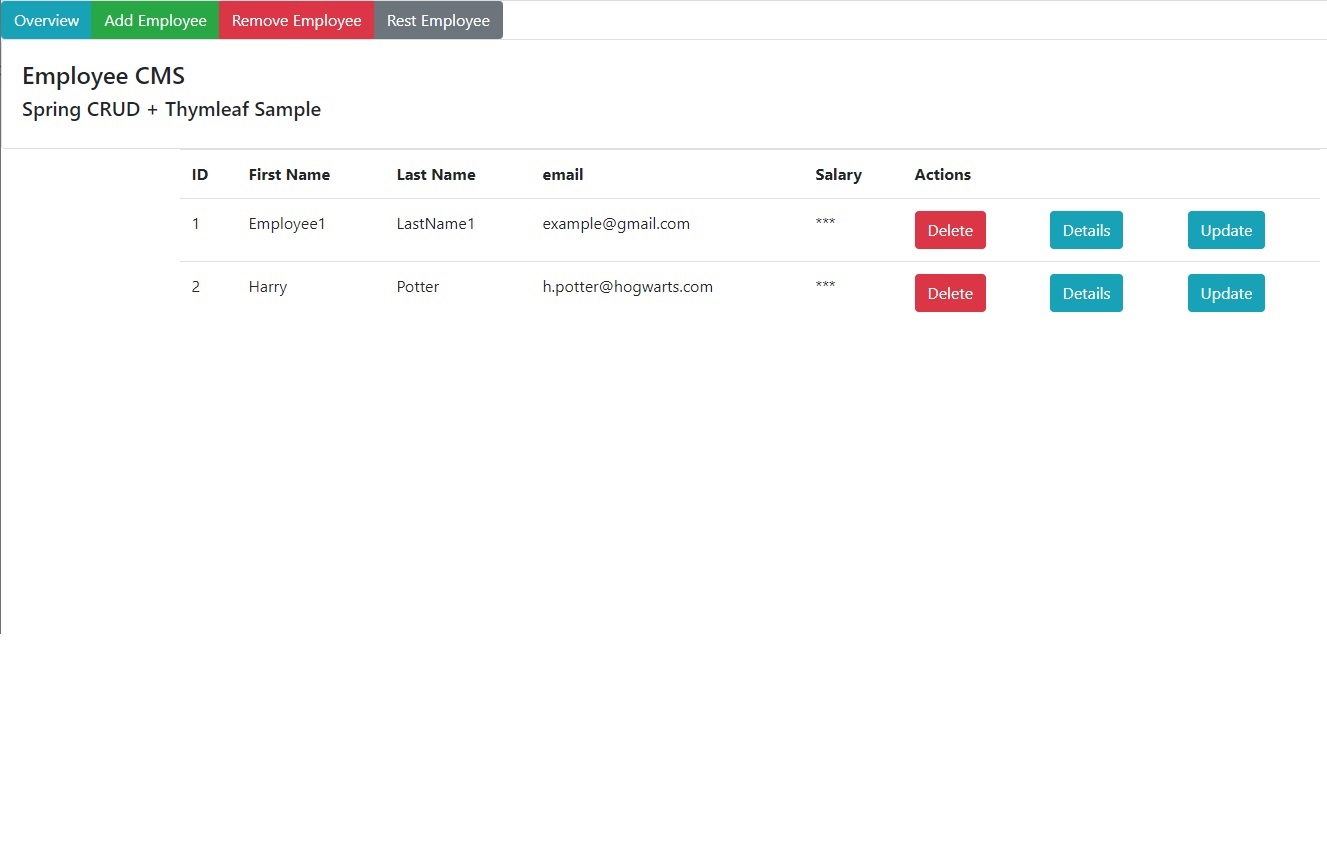 Overview Add Employee Remove Employee Rest Employee
Employee CMS
Spring CRUD + Thymleaf Sample
ID First Name Last Name email Salary Actions
1 Employee1 LastName1 example@gmail.com *** Delete Details Update
2 Harry Potter h.potter@hogwarts.com *** Delete Details Update